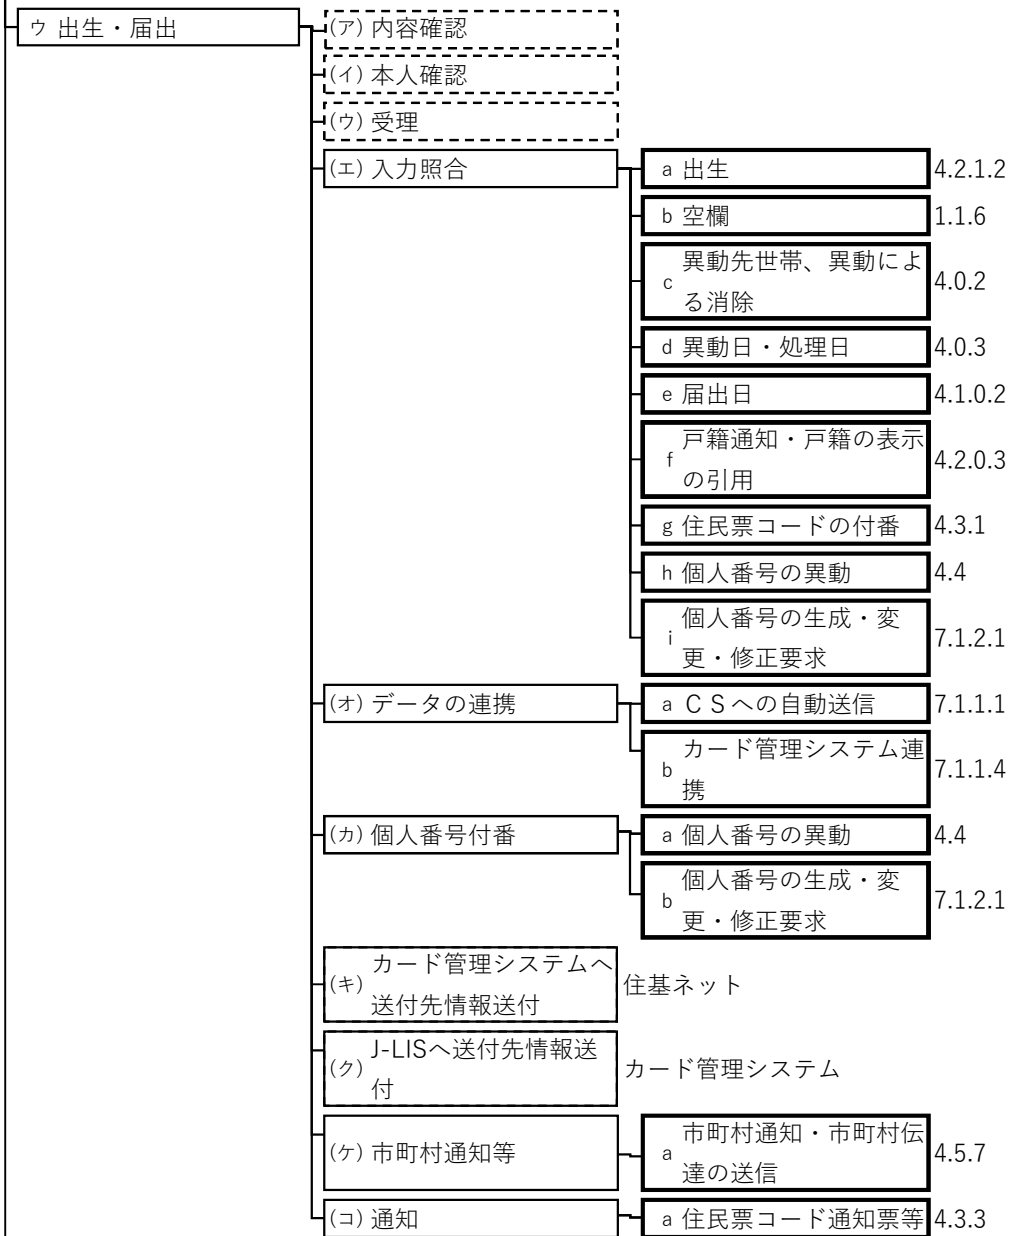 ウ 出生・届出
(ア) 内容確認
(イ) 本人確認
(ウ) 受理
(エ) 入力照合
a 出生 4.2.1.2
b 空欄 1.1.6
c 異動先世帯、異動によ
る消除 4.0.2
d 異動日・処理日 4.0.3
e 届出日 4.1.0.2
f 戸籍通知・戸籍の表示
の引用 4.2.0.3
g 住民票コードの付番 4.3.1
h 個人番号の異動 4.4
i 個人番号の生成・変
更・修正要求 7.1.2.1
(オ) データの連携
a ＣＳへの自動送信 7.1.1.1
b カード管理システム連
携 7.1.1.4
(カ) 個人番号付番
a 個人番号の異動 4.4
b 個人番号の生成・変
更・修正要求 7.1.2.1
(キ) カード管理システムへ
送付先情報送付 住基ネット
(ク) J-LISへ送付先情報送
付 カード管理システム
(ケ) 市町村通知等
a 市町村通知・市町村伝
達の送信 4.5.7
(コ) 通知
a 住民票コード通知票等 4.3.3